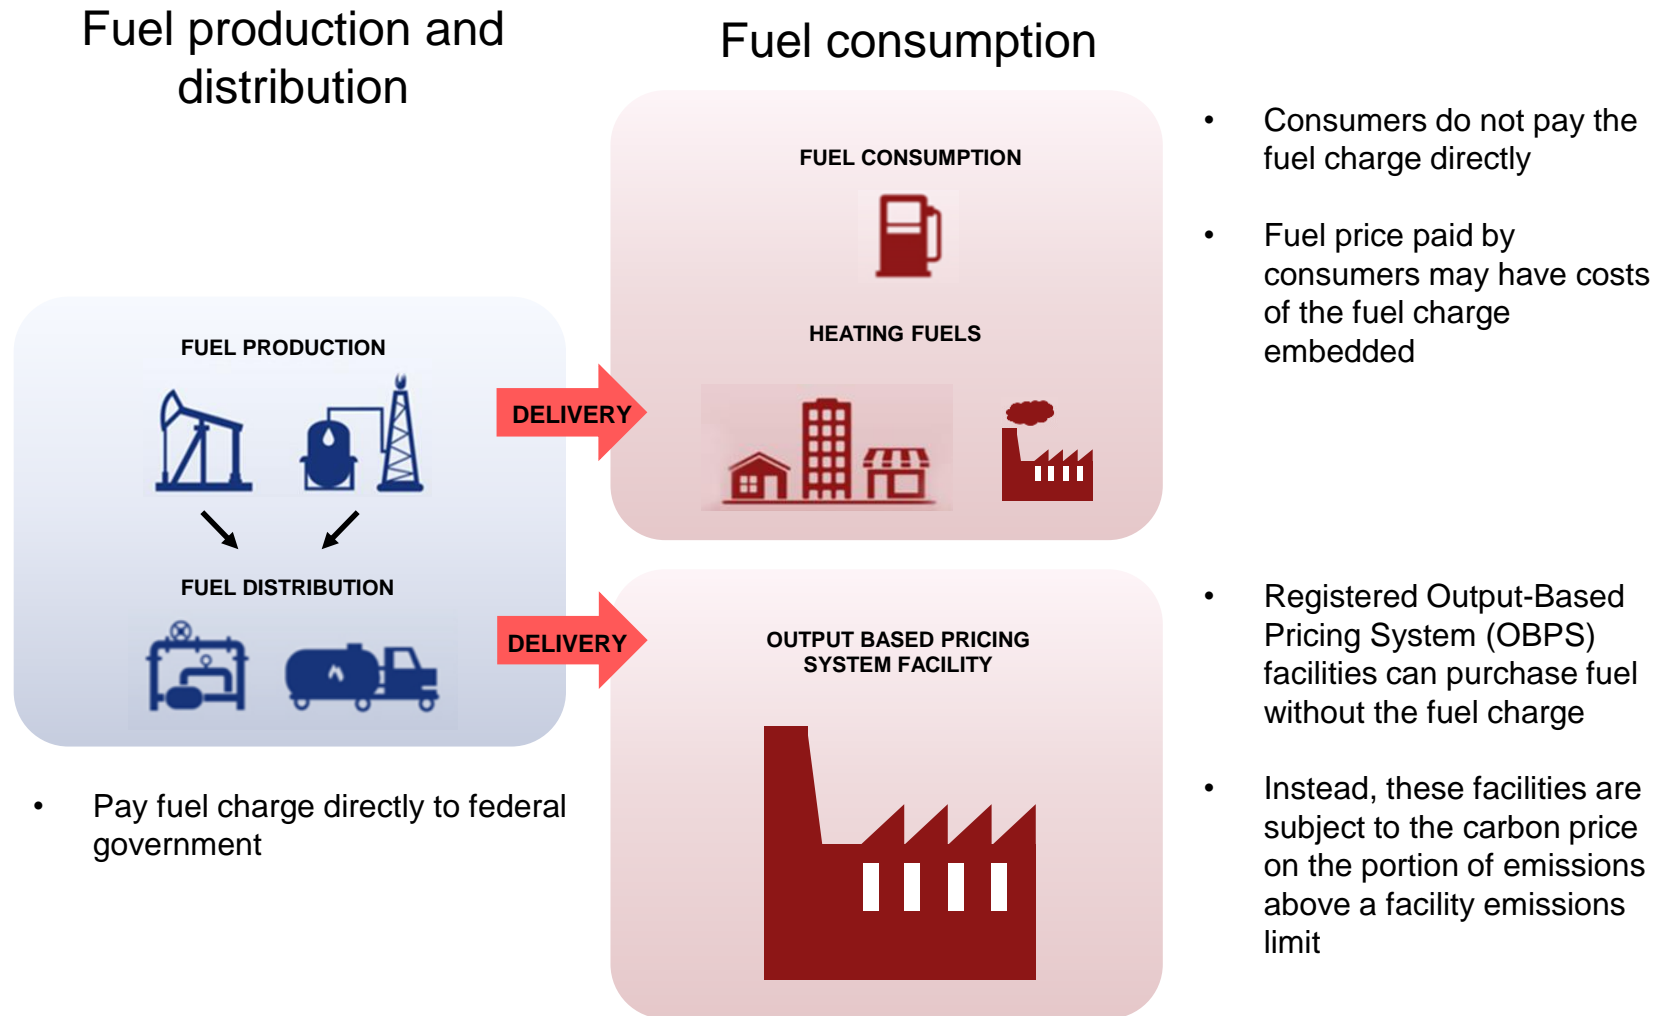 Fuel production and
distribution
Fuel consumption
FUEL PRODUCTION
FUEL DISTRIBUTION
• Pay fuel charge directly to federal
government
DELIVERY
DELIVERY
FUEL CONSUMPTION
HEATING FUELS
• Consumers do not pay the
fuel charge directly
• Fuel price paid by
consumers may have costs
of the fuel charge
embedded
OUTPUT BASED PRICING
SYSTEM FACILITY
• Registered Output-Based
Pricing System (OBPS)
facilities can purchase fuel
without the fuel charge
• Instead, these facilities are
subject to the carbon price
on the portion of emissions
above a facility emissions
limit